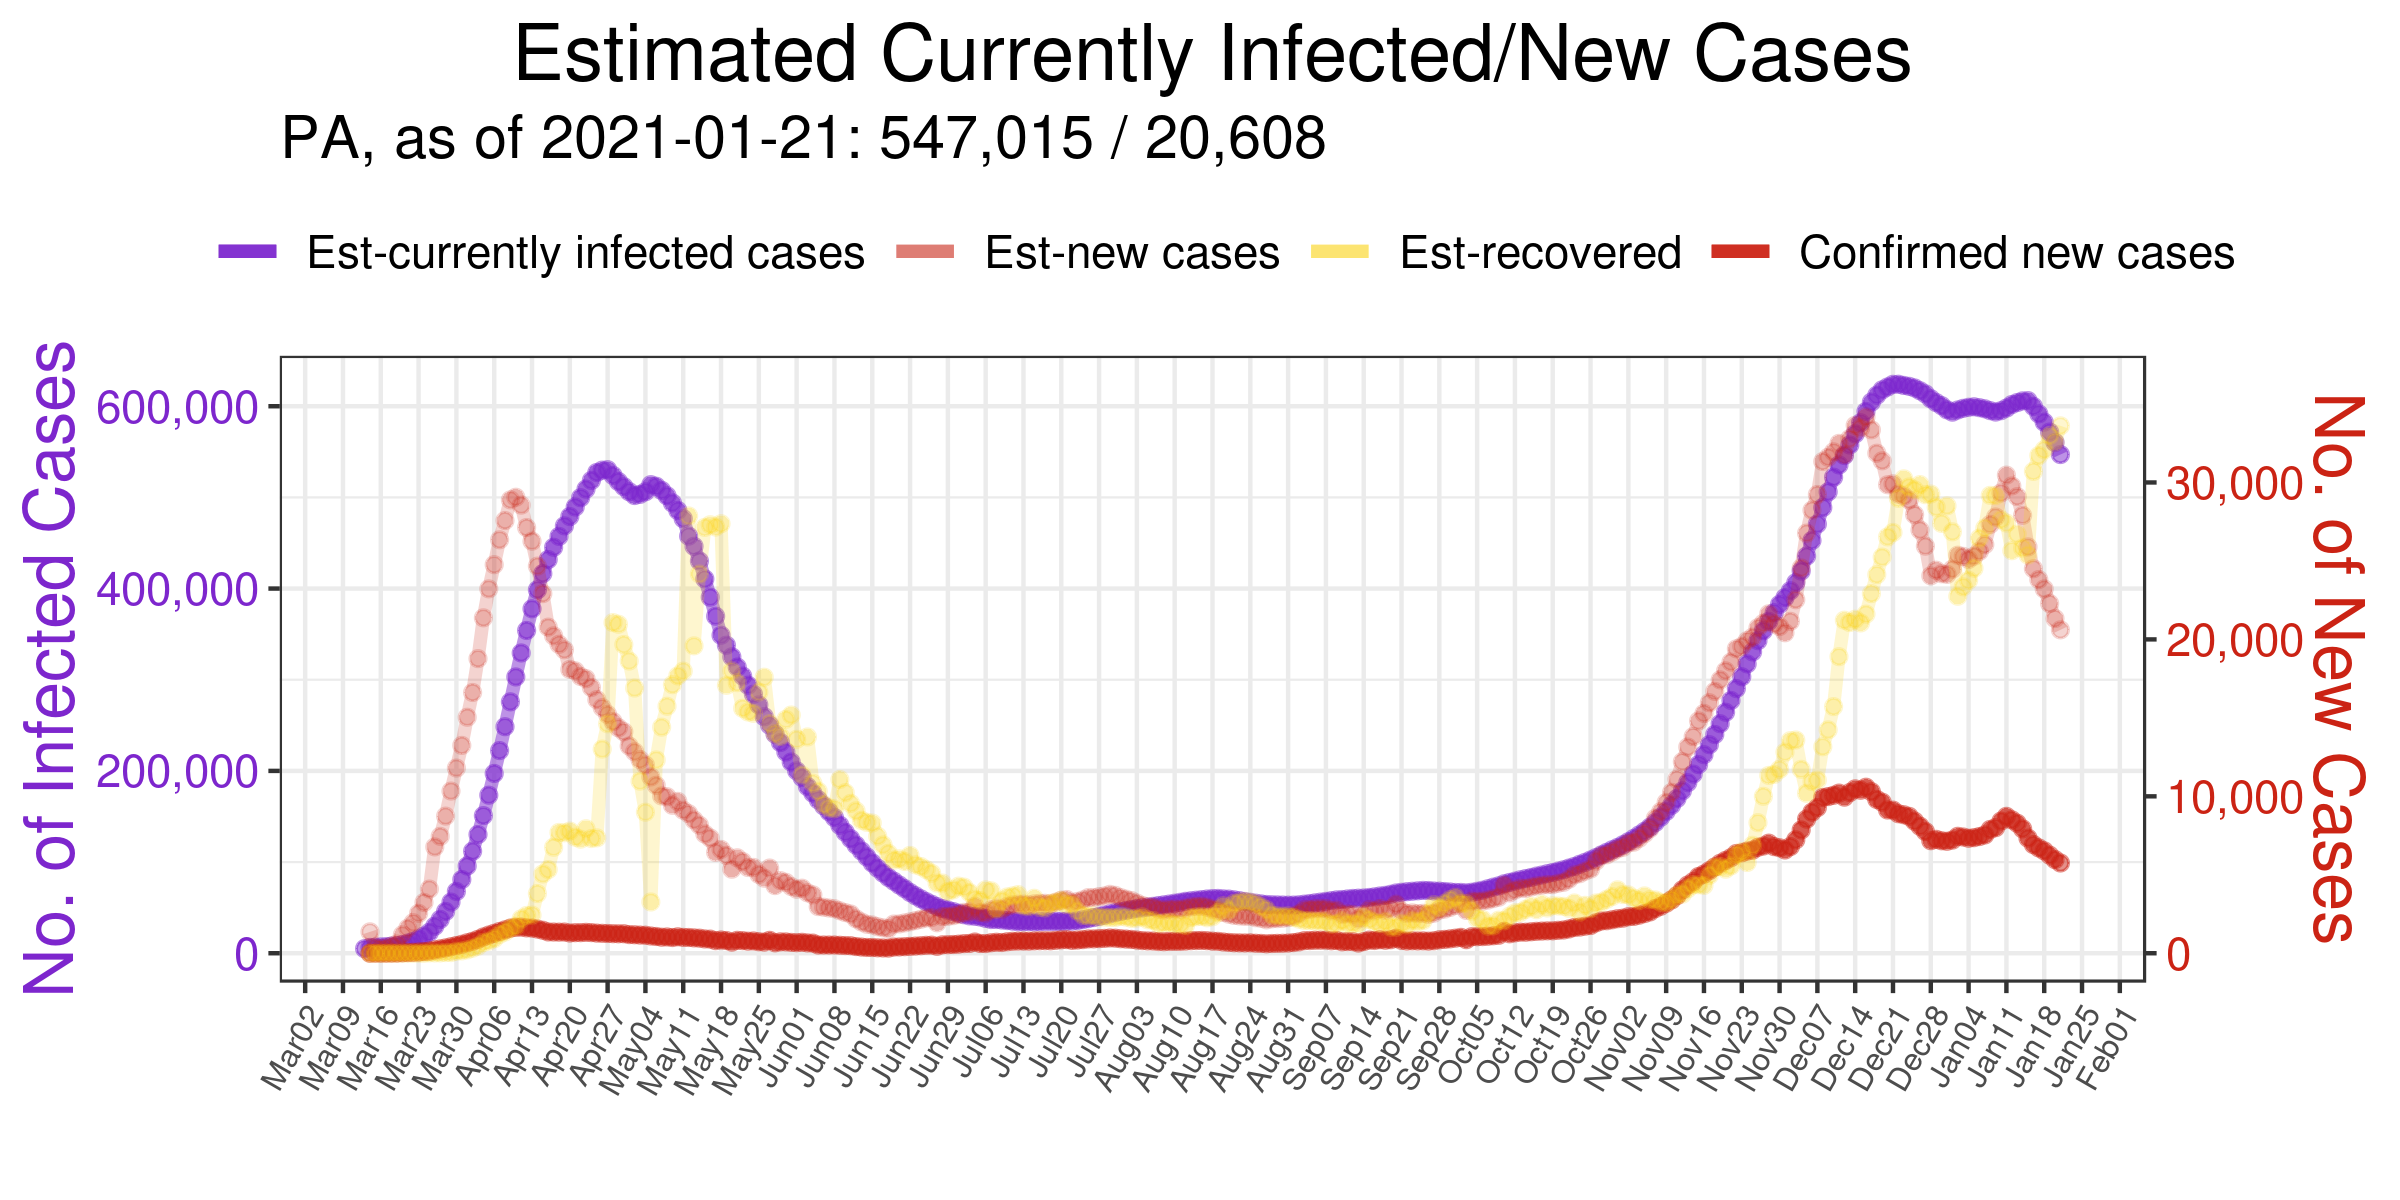 Estimated Currently Infected/New Cases
PA, as of 2021-01-21: 547,015 / 20,608
Est-currently infected cases Est-new cases Est-recovered Confirmed new cases
No. of Infected Cases
600,000
400,000
200,000
0
No. of New Cases
30,000
20,000
10,000
0
Mar02 Mar09 Mar16 Mar23 Mar30 Apr06 Apr13 Apr20 Apr27 May04 May11 May18 May25 Jun01 Jun08 Jun15 Jun22 Jun29 Jul06 Jul13 Jul20 Jul27 Aug03 Aug10 Aug17 Aug24 Aug31 Sep07 Sep14 Sep21 Sep28 Oct05 Oct12 Oct19 Oct26 Nov02 Nov09 Nov16 Nov23 Nov30 Dec07 Dec14 Dec21 Dec28 Jan04 Jan11 Jan18 Jan25 Feb01